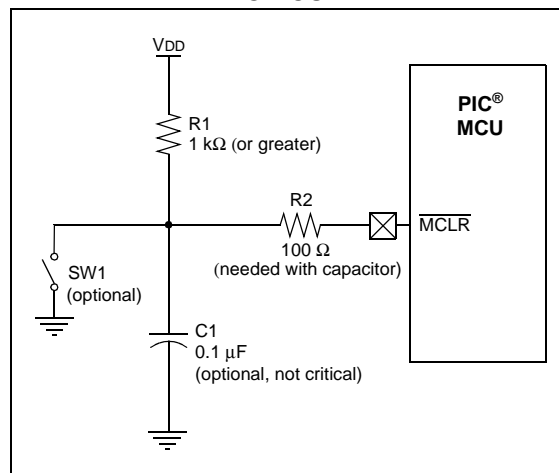 VDD
PIC®
MCU
R1
1 kΩ (or greater)
R2
MCLR
100 Ω
(needed with capacitor)
SW1
(optional)
C1
0.1 µF
(optional, not critical)